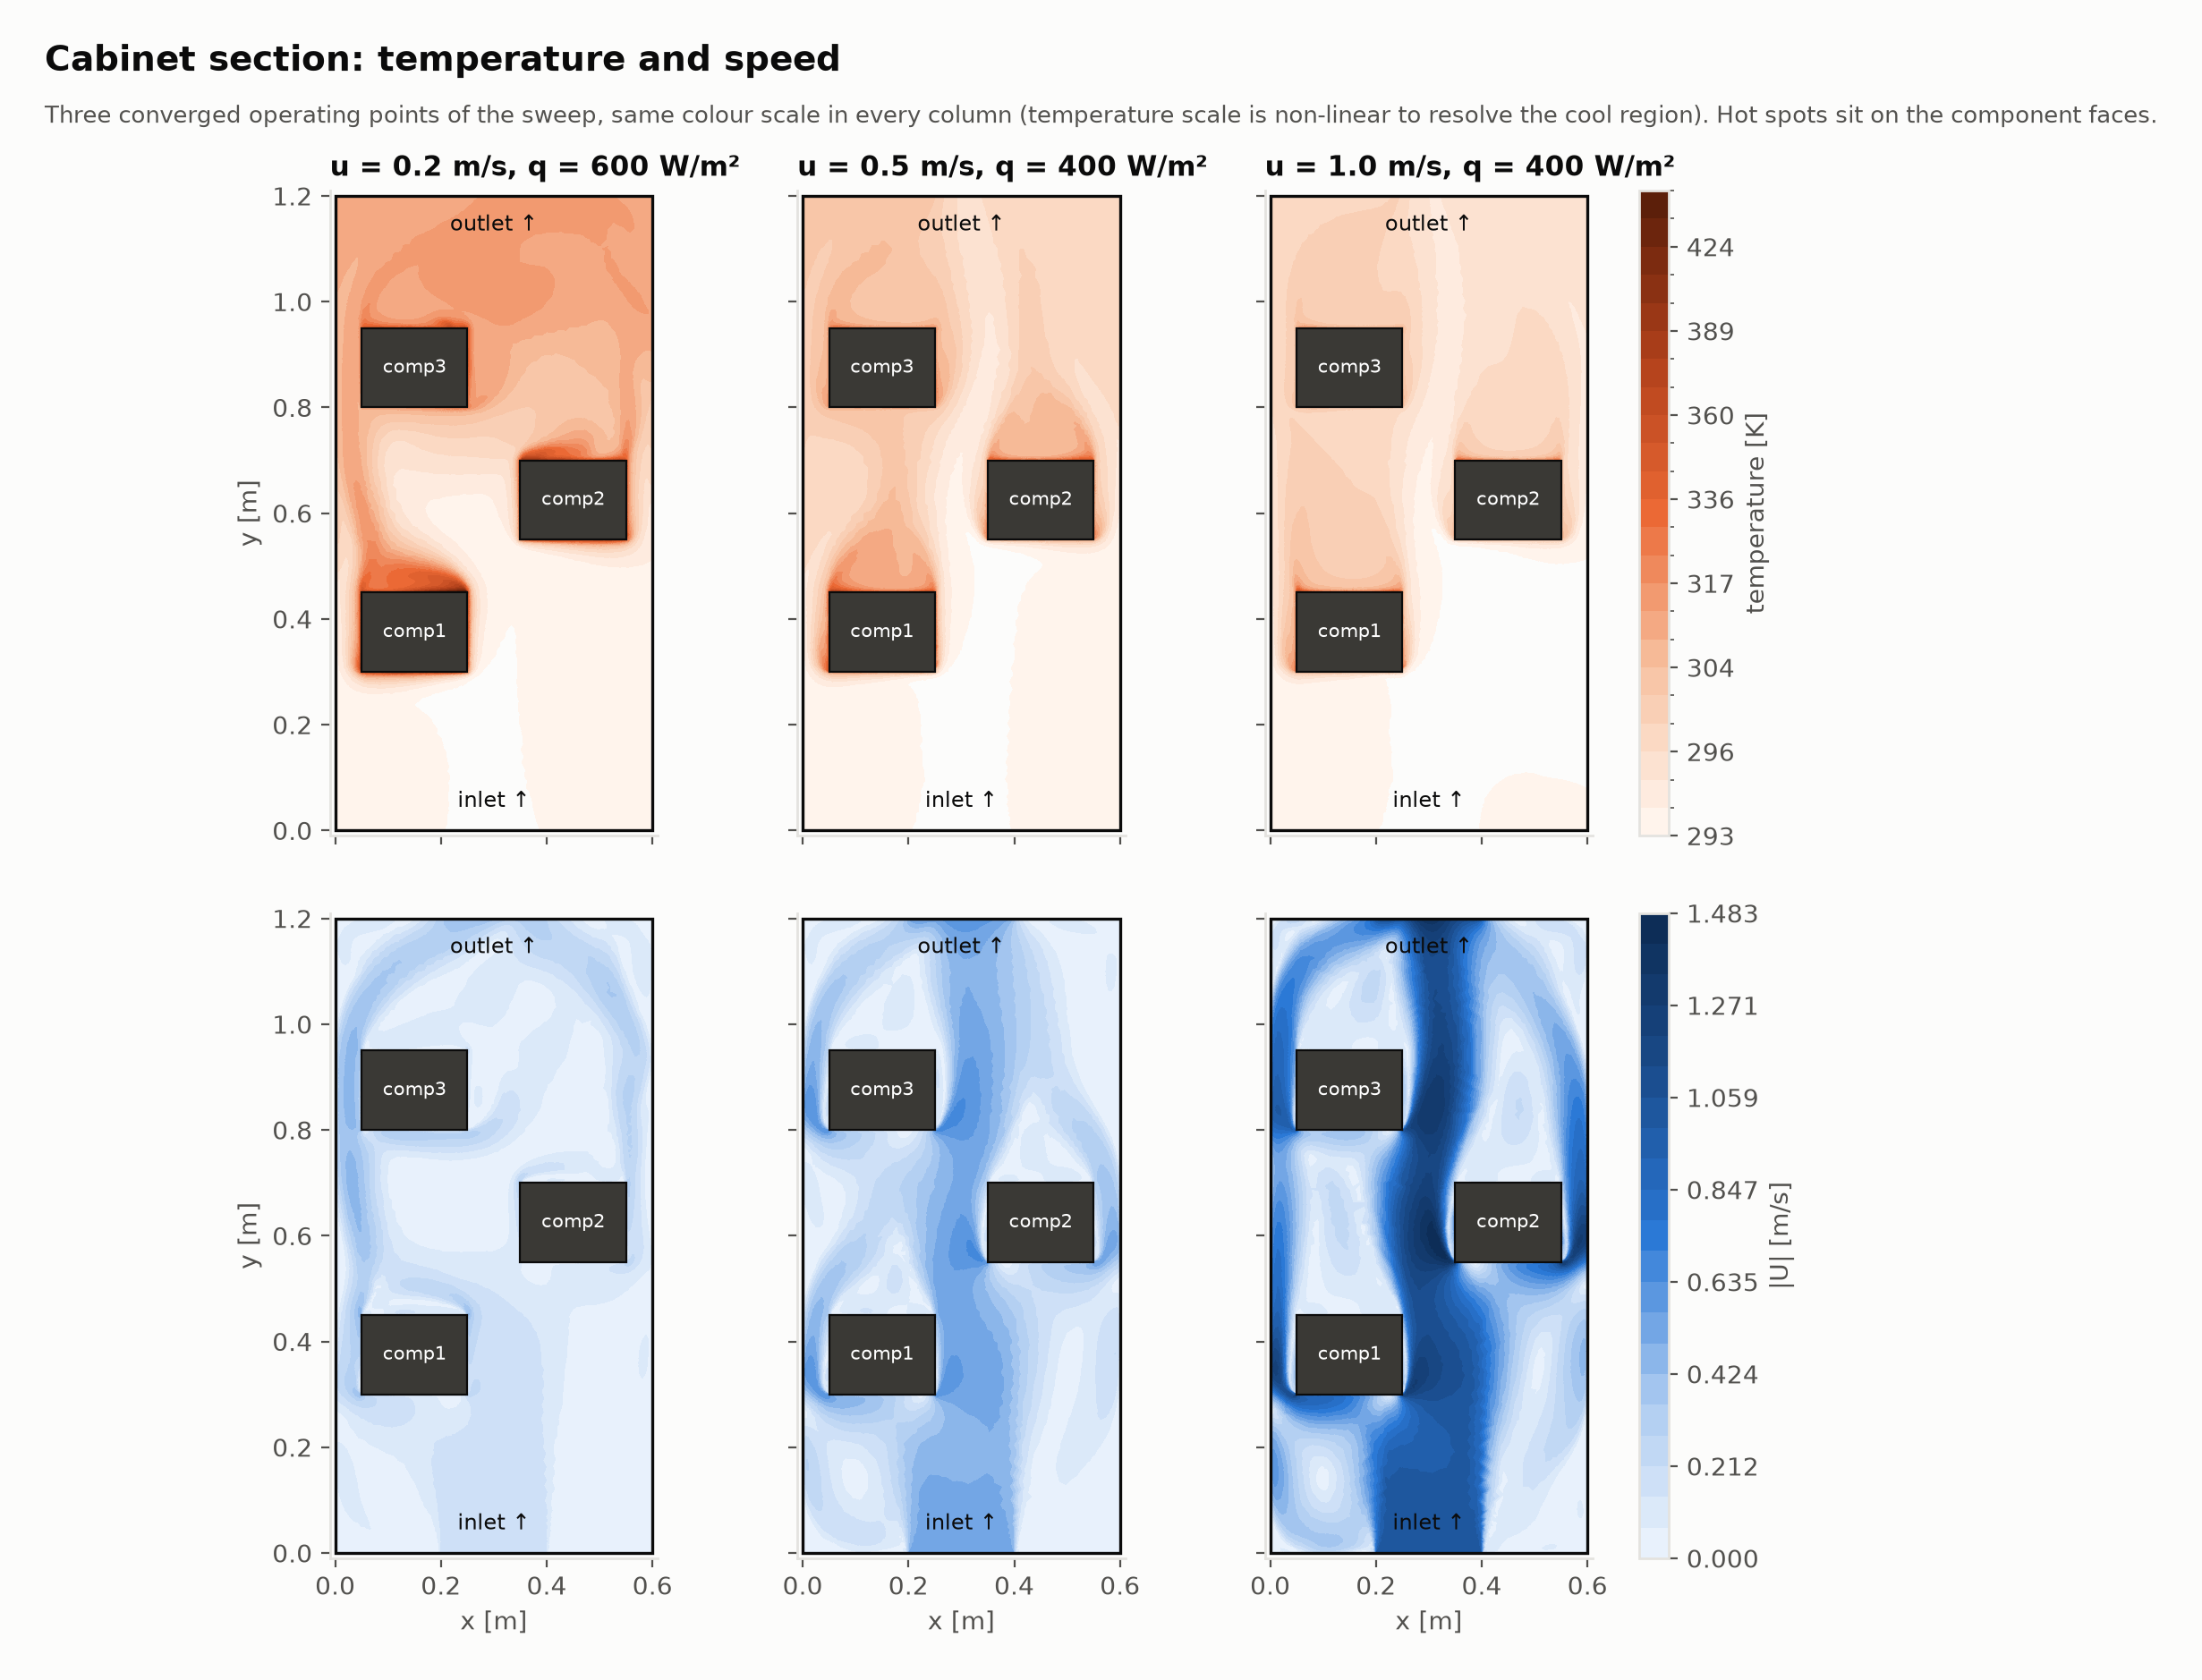 Cabinet section: temperature and speed
Three converged operating points of the sweep, same colour scale in every column (temperature scale is non-linear to resolve the cool region). Hot spots sit on the component faces.
u = 0.2 m/s, q = 600 W/m²
u = 0.5 m/s, q = 400 W/m²
u = 1.0 m/s, q = 400 W/m²
1.2
1.0
0.8
0.6
0.4
0.2
0.0
y [m]
outlet ↑
comp3
comp2
comp1
inlet ↑
outlet ↑
comp3
comp2
comp1
inlet ↑
outlet ↑
comp3
comp2
comp1
inlet ↑
424
389
360
336
317
304
296
293
temperature [K]
1.2
1.0
0.8
0.6
0.4
0.2
0.0
y [m]
outlet ↑
comp3
comp2
comp1
inlet ↑
0.0 0.2 0.4 0.6
x [m]
outlet ↑
comp3
comp2
comp1
inlet ↑
0.0 0.2 0.4 0.6
x [m]
outlet ↑
comp3
comp2
comp1
inlet ↑
0.0 0.2 0.4 0.6
x [m]
1.483
1.271
1.059
0.847
0.635
0.424
0.212
0.000
|U| [m/s]